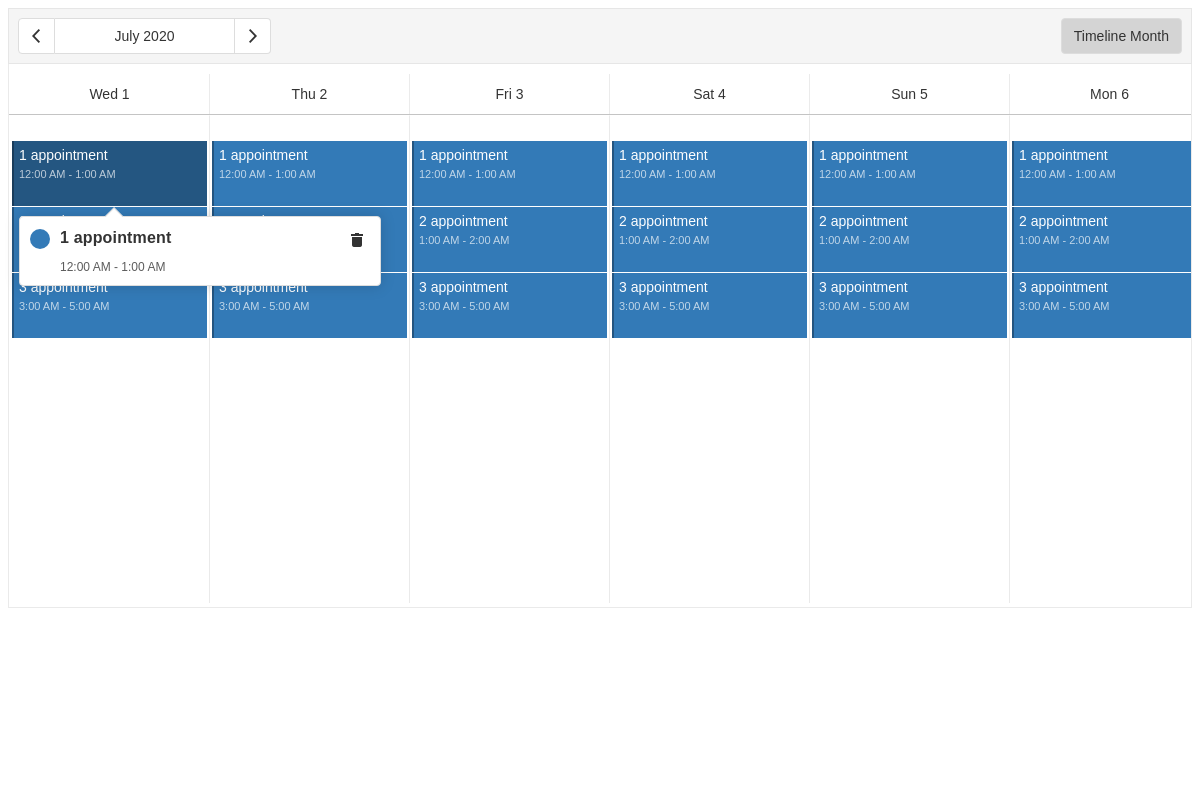 July 2020
Timeline Month
Wed 1
Thu 2
Fri 3
Sat 4
Sun 5
Mon 6
1 appointment
12:00 AM - 1:00 AM
1 appointment
12:00 AM - 1:00 AM
1 appointment
12:00 AM - 1:00 AM
1 appointment
12:00 AM - 1:00 AM
1 appointment
12:00 AM - 1:00 AM
1 appointment
12:00 AM - 1:00 AM
1 appointment
12:00 AM - 1:00 AM
2 appointment
1:00 AM - 2:00 AM
2 appointment
1:00 AM - 2:00 AM
2 appointment
1:00 AM - 2:00 AM
2 appointment
1:00 AM - 2:00 AM
3 appointment
3:00 AM - 5:00 AM
3 appointment
3:00 AM - 5:00 AM
3 appointment
3:00 AM - 5:00 AM
3 appointment
3:00 AM - 5:00 AM
3 appointment
3:00 AM - 5:00 AM
3 appointment
3:00 AM - 5:00 AM